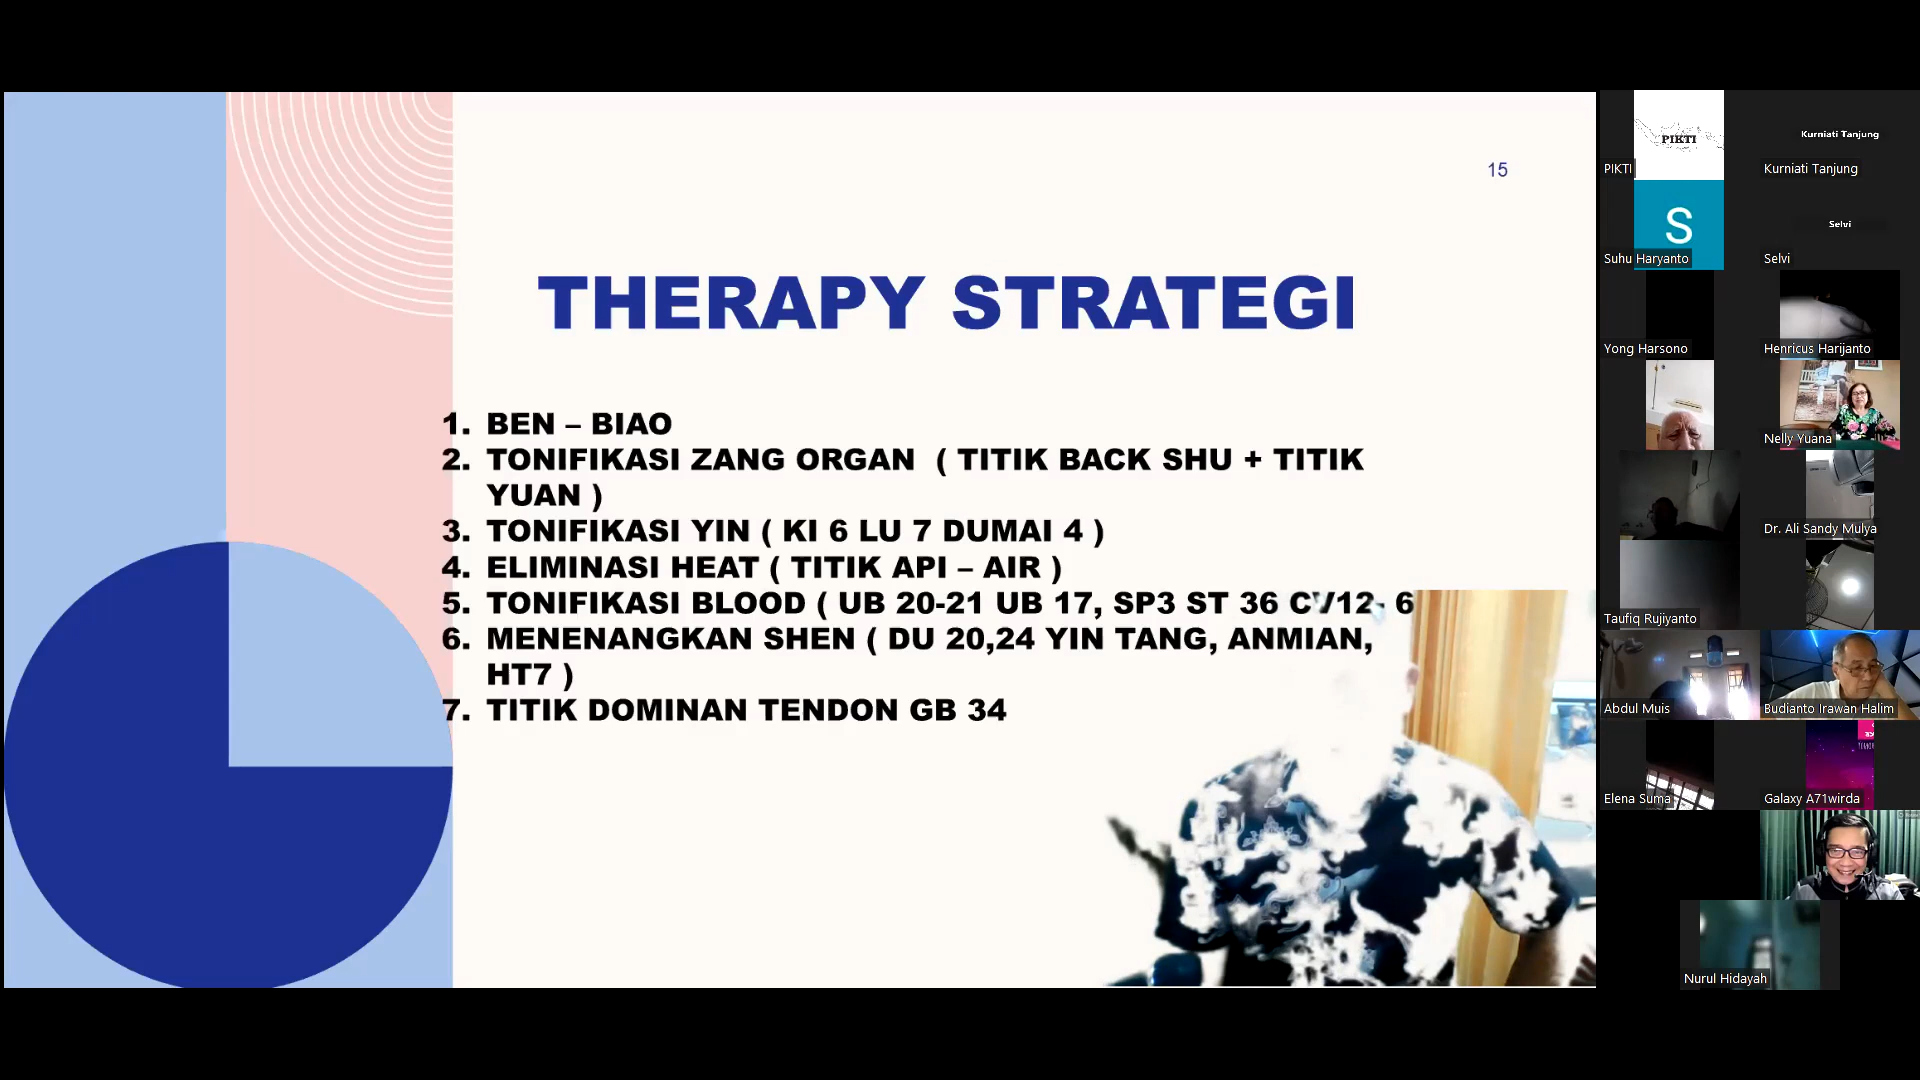 15
THERAPY STRATEGI
1. BEN – BIAO
2. TONIFIKASI ZANG ORGAN ( TITIK BACK SHU + TITIK
YUAN )
3. TONIFIKASI YIN ( KI 6 LU 7 DUMAI 4 )
4. ELIMINASI HEAT ( TITIK API – AIR )
5. TONIFIKASI BLOOD ( UB 20-21 UB 17, SP3 ST 36 CV12- 6
6. MENENANGKAN SHEN ( DU 20,24 YIN TANG, ANMIAN,
HT7 )
7. TITIK DOMINAN TENDON GB 34
PIKTI
PIKTI
Kurniati Tanjung
Kurniati Tanjung
S
Suhu Haryanto
Selvi
Selvi
Yong Harsono
Henricus Harijanto
Nelly Yuana
Dr. Ali Sandy Mulya
Taufiq Rujiyanto
Abdul Muis
Budianto Irawan Halim
Elena Suma
Galaxy A71wirda
Nurul Hidayah